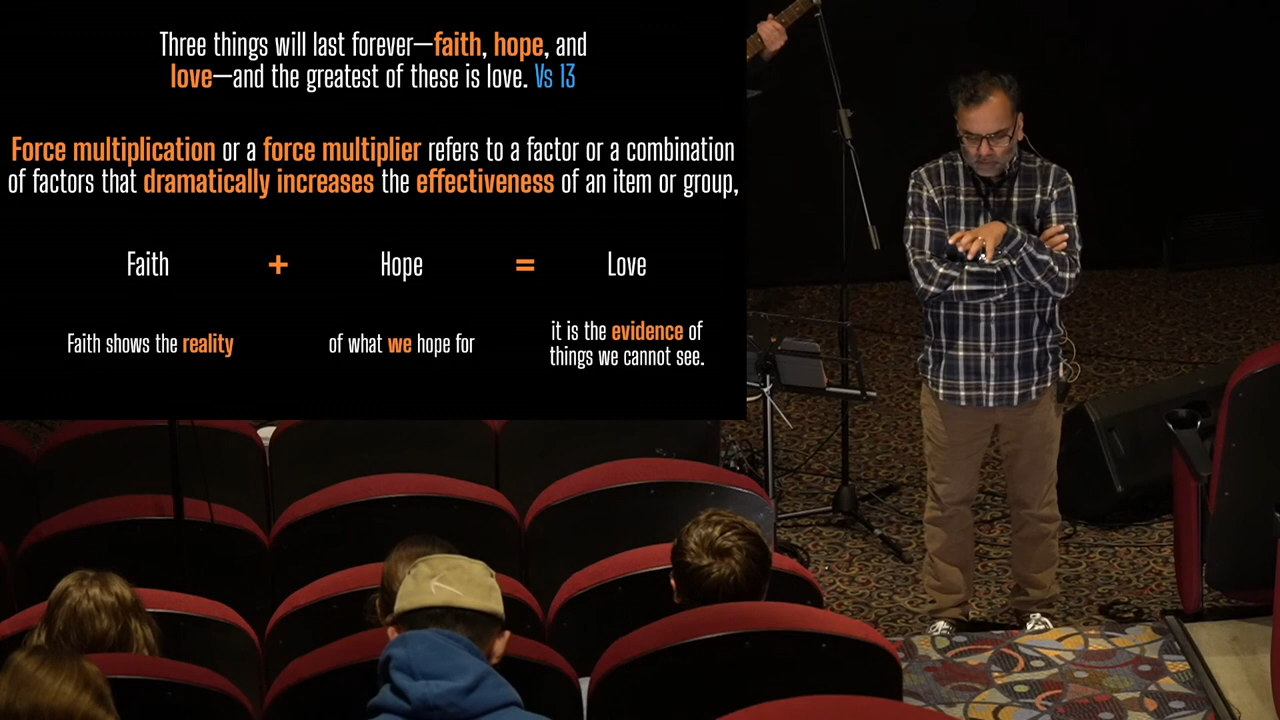 Three things will last forever—faith, hope, and
love—and the greatest of these is love. Vs 13
Force multiplication or a force multiplier refers to a factor or a combination
of factors that dramatically increases the effectiveness of an item or group,
Faith + Hope = Love
Faith shows the reality
of what we hope for
it is the evidence of
things we cannot see.